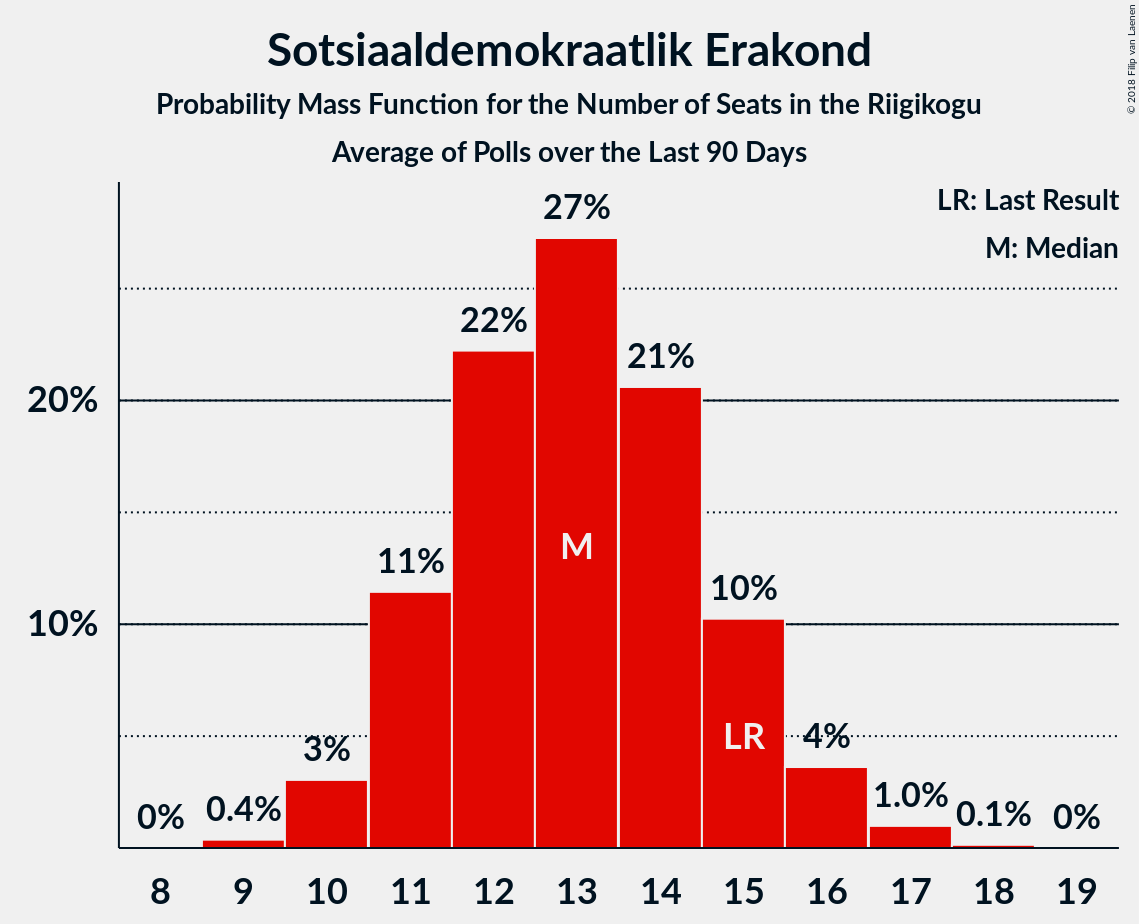 Sotsiaaldemokraatlik Erakond
Probability Mass Function for the Number of Seats in the Riigikogu
Average of Polls over the Last 90 Days
© 2018 Filip van Laenen
LR: Last Result
M: Median
20%
10%
0%
0.4%
3%
11%
22%
27%
21%
10%
4%
1.0%
0.1%
0%
M
LR
8 9 10 11 12 13 14 15 16 17 18 19